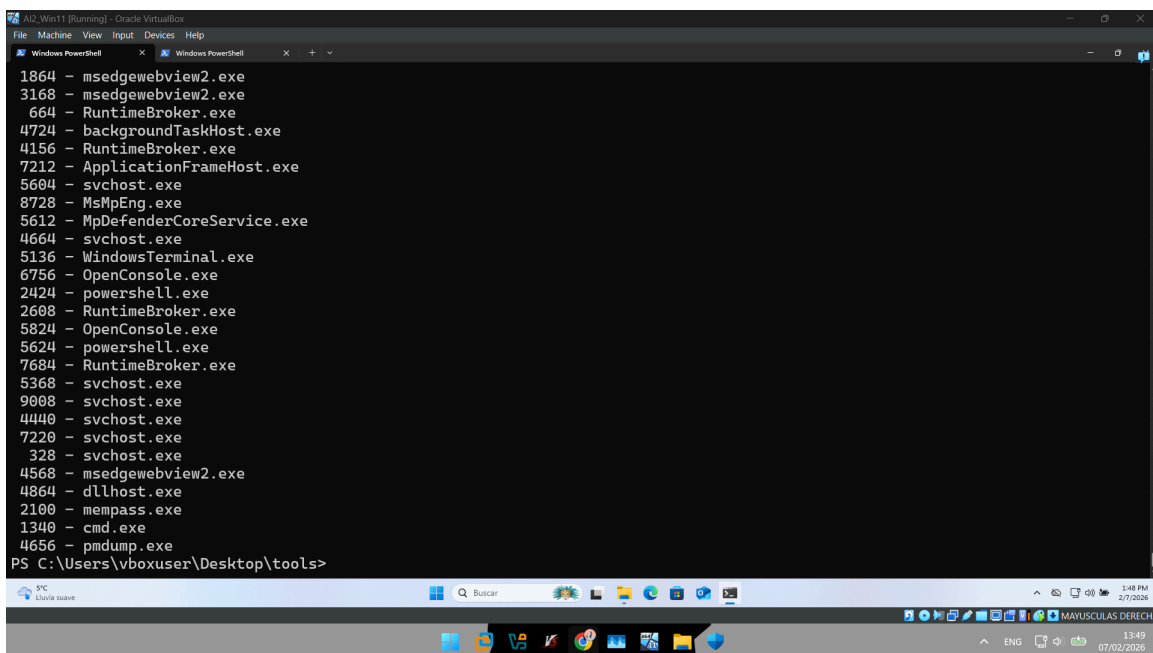 AI2_Win11 [Running] - Oracle VirtualBox
File Machine View Input Devices Help
Windows PowerShell
Windows PowerShell
1864 - msedgewebview2.exe
3168 - msedgewebview2.exe
664 - RuntimeBroker.exe
4724 - backgroundTaskHost.exe
4156 - RuntimeBroker.exe
7212 - ApplicationFrameHost.exe
5604 - svchost.exe
8728 - MsMpEng.exe
5612 - MpDefenderCoreService.exe
4664 - svchost.exe
5136 - WindowsTerminal.exe
6756 - OpenConsole.exe
2424 - powershell.exe
2608 - RuntimeBroker.exe
5824 - OpenConsole.exe
5624 - powershell.exe
7684 - RuntimeBroker.exe
5368 - svchost.exe
9008 - svchost.exe
4440 - svchost.exe
7220 - svchost.exe
328 - svchost.exe
4568 - msedgewebview2.exe
4864 - dllhost.exe
2100 - mempass.exe
1340 - cmd.exe
4656 - pmdump.exe
PS C:\Users\vboxuser\Desktop\tools>
5°C
Lluvia suave
Buscar
1:48 PM
2/7/2026
MAYUSCULAS DERECH
ENG
13:49
07/02/2026